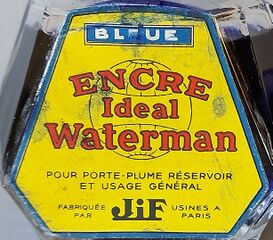 BLEUE
ENCRE
Ideal
Waterman
POUR PORTE-PLUME RÉSERVOIR
ET USAGE GÉNÉRAL
FABRIQUÉE PAR JiF USINES A PARIS